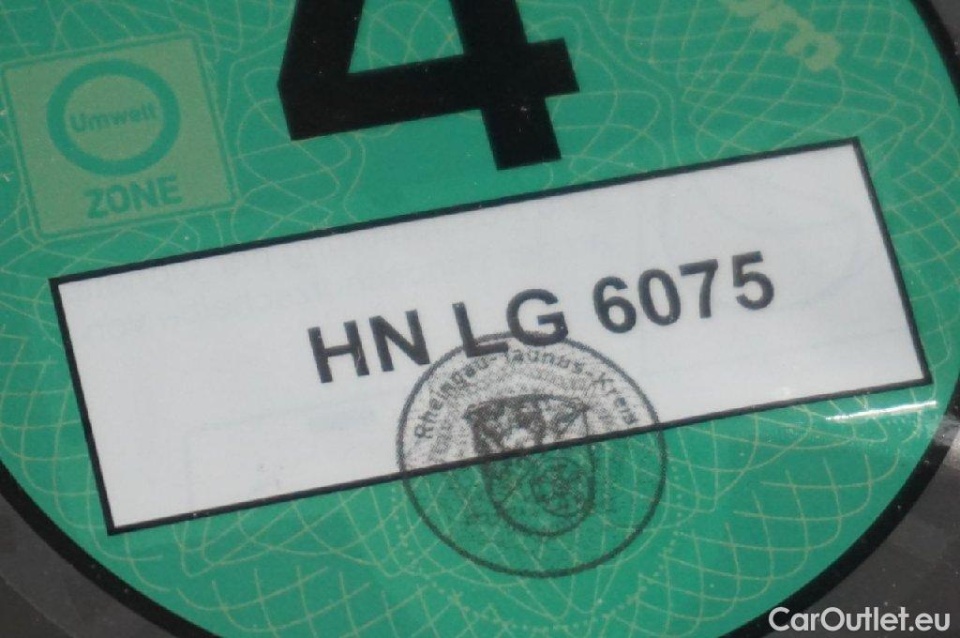 4
Umwelt
ZONE
HN LG 6075
Rheingau-Taunus-Kreis
CarOutlet.eu